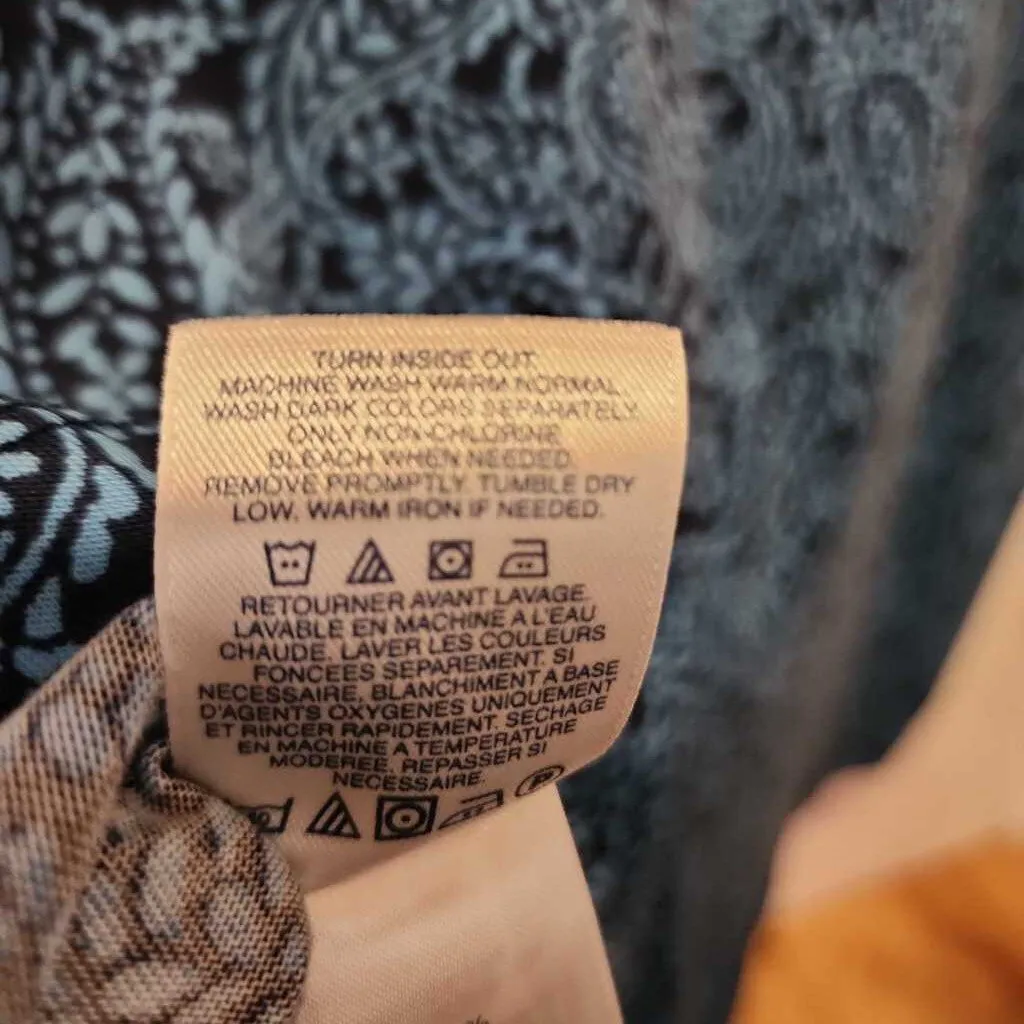 TURN INSIDE OUT.
MACHINE WASH WARM NORMAL.
WASH DARK COLORS SEPARATELY.
ONLY NON-CHLORINE
BLEACH WHEN NEEDED.
REMOVE PROMPTLY. TUMBLE DRY
LOW. WARM IRON IF NEEDED.
RETOURNER AVANT LAVAGE.
LAVABLE EN MACHINE A L'EAU
CHAUDE. LAVER LES COULEURS
FONCEES SEPAREMENT. SI
NECESSAIRE, BLANCHIMENT A BASE
D'AGENTS OXYGENES UNIQUEMENT
ET RINCER RAPIDEMENT. SECHAGE
EN MACHINE A TEMPERATURE
MODEREE. REPASSER SI
NECESSAIRE.
P